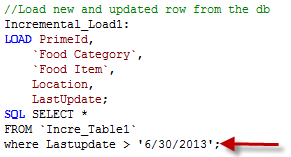 //Load new and updated row from the db
Incremental_Load1:
LOAD PrimeId,
`Food Category`,
`Food Item`,
Location,
LastUpdate;
SQL SELECT *
FROM `Incre_Table1`
where Lastupdate > '6/30/2013';